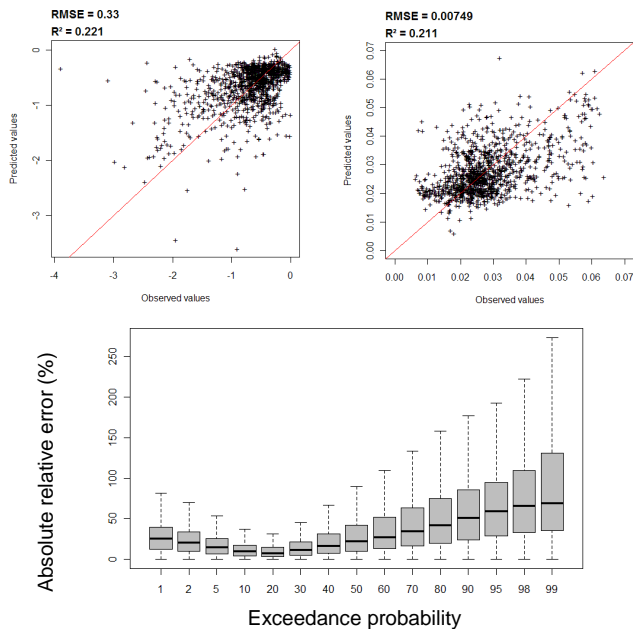 RMSE = 0.33
R² = 0.221
0
-1
-2
-3
Predicted values
-4 -3 -2 -1 0
Observed values
RMSE = 0.00749
R² = 0.211
0.07
0.06
0.05
0.04
0.03
0.02
0.01
0.00
Predicted values
0.00 0.01 0.02 0.03 0.04 0.05 0.06 0.07
Observed values
250
200
150
100
50
0
Absolute relative error (%)
1 2 5 10 20 30 40 50 60 70 80 90 95 98 99
Exceedance probability